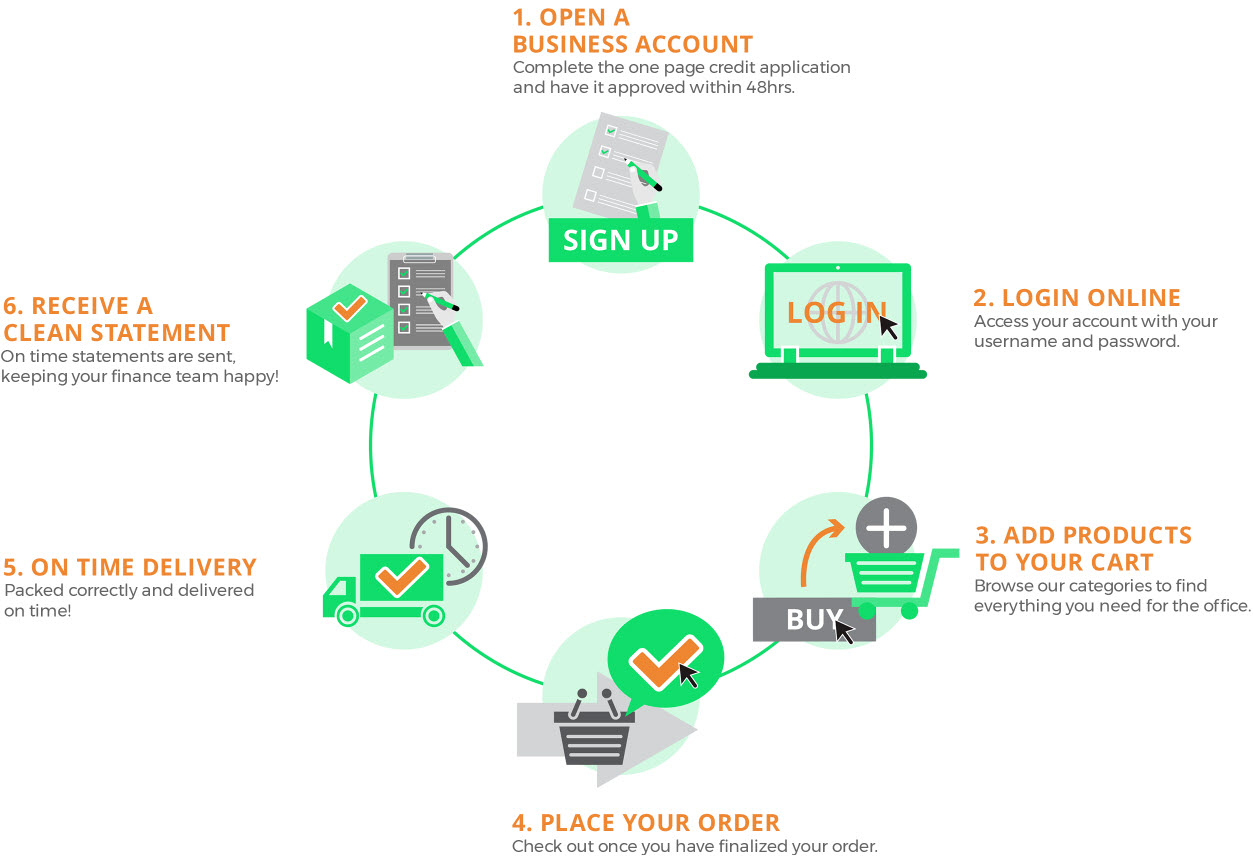 1. OPEN A
BUSINESS ACCOUNT
Complete the one page credit application
and have it approved within 48hrs.
SIGN UP
LOG IN
2. LOGIN ONLINE
Access your account with your
username and password.
BUY
3. ADD PRODUCTS
TO YOUR CART
Browse our categories to find
everything you need for the office.
4. PLACE YOUR ORDER
Check out once you have finalized your order.
5. ON TIME DELIVERY
Packed correctly and delivered
on time!
6. RECEIVE A
CLEAN STATEMENT
On time statements are sent,
keeping your finance team happy!